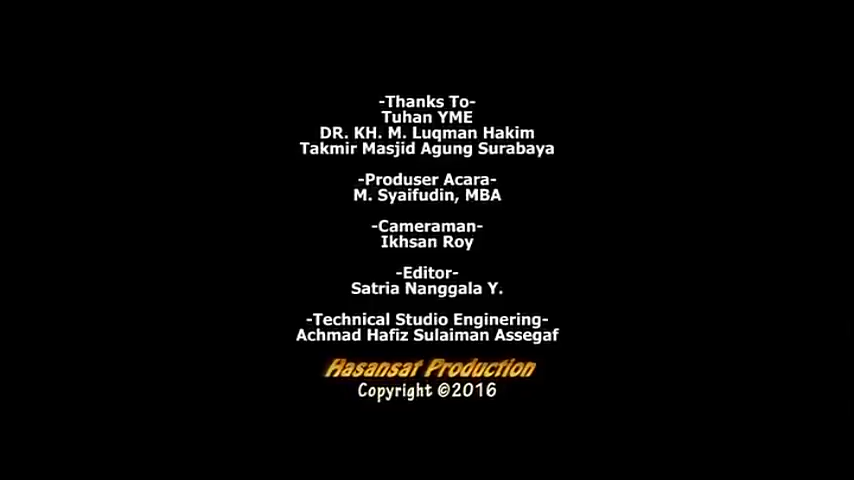 -Thanks To-
Tuhan YME
DR. KH. M. Luqman Hakim
Takmir Masjid Agung Surabaya
-Produser Acara-
M. Syaifudin, MBA
-Cameraman-
Ikhsan Roy
-Editor-
Satria Nanggala Y.
-Technical Studio Enginering-
Achmad Hafiz Sulaiman Assegaf
Hasansat Production
Copyright ©2016